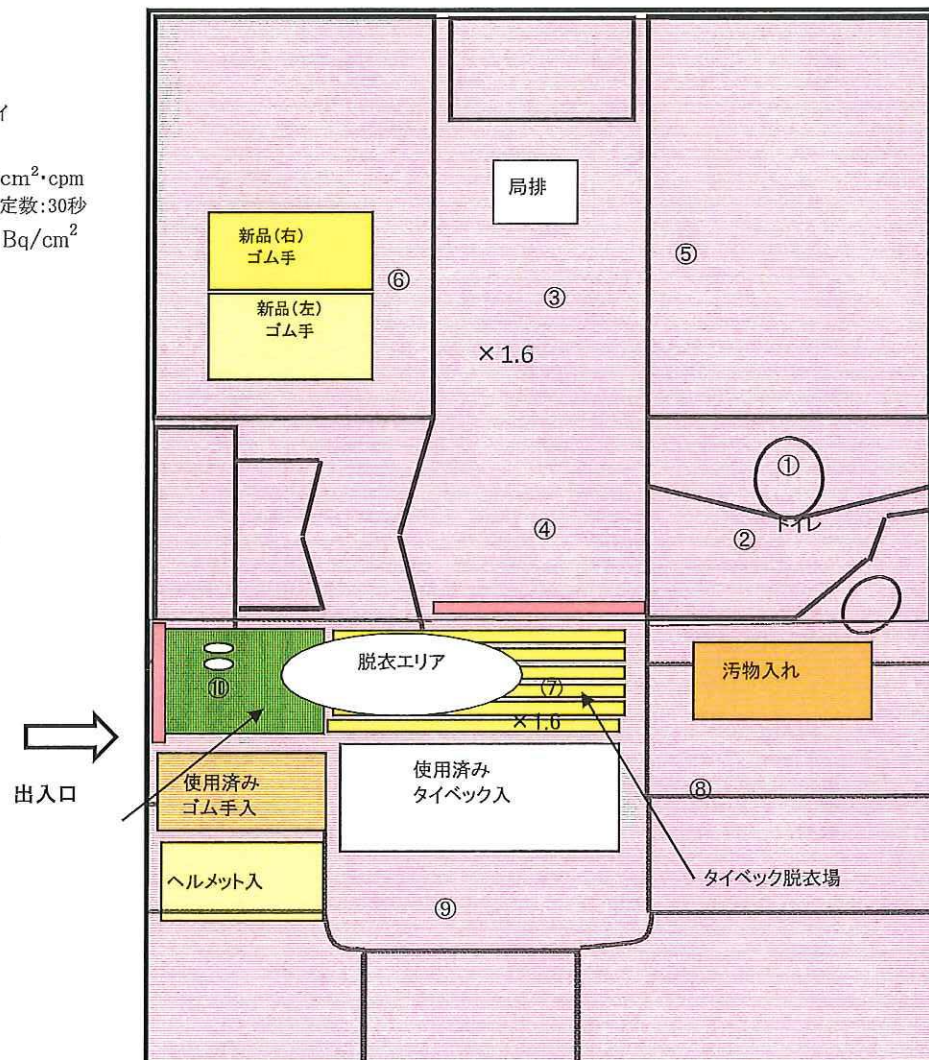 イ
cm²･cpm
定数:30秒
Bq/cm²
局排
新品(右)
ゴム手
新品(左)
ゴム手
⑥
⑤
③
×1.6
①
トイレ
②
④
脱衣エリア
⑩
⑦
×1.6
汚物入れ
出入口
使用済み
ゴム手入
使用済み
タイベック入
⑧
ヘルメット入
タイベック脱衣場
⑨